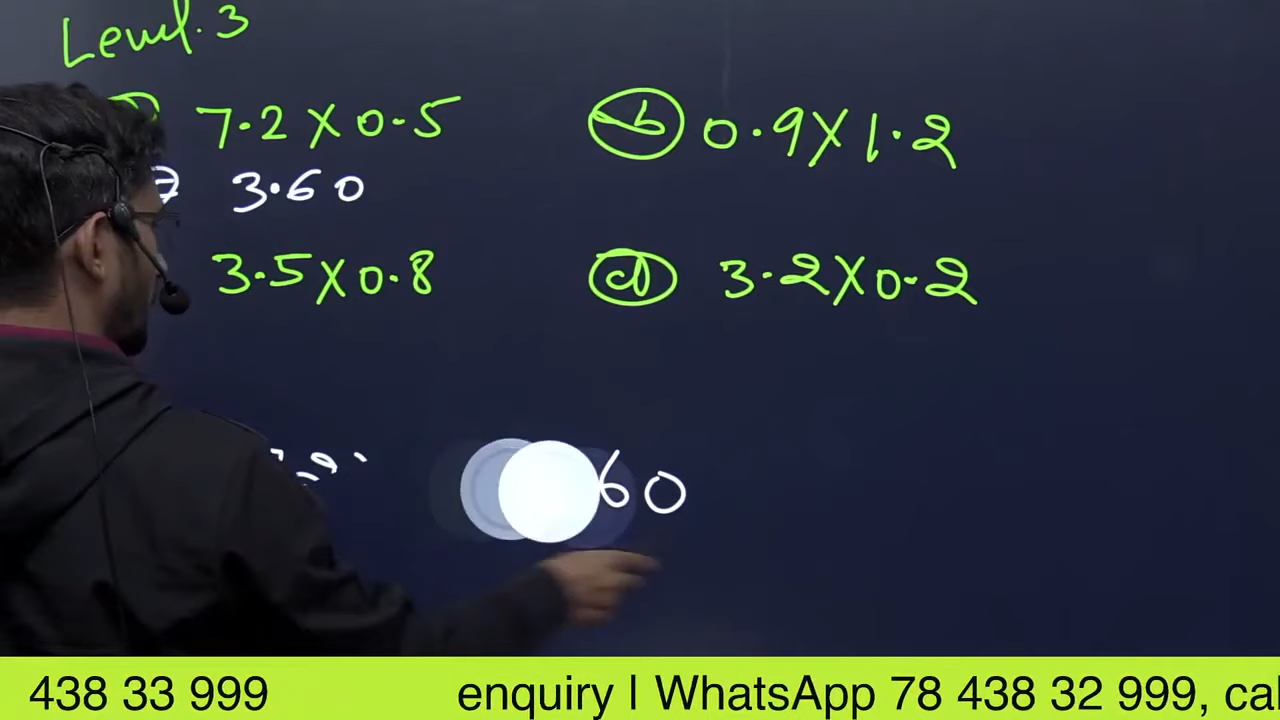 Level.3
7.2 X 0.5
b 0.9 X 1.2
3.60
3.5 X 0.8
d 3.2 X 0.2
60
438 33 999 enquiry | WhatsApp 78 438 32 999, cal